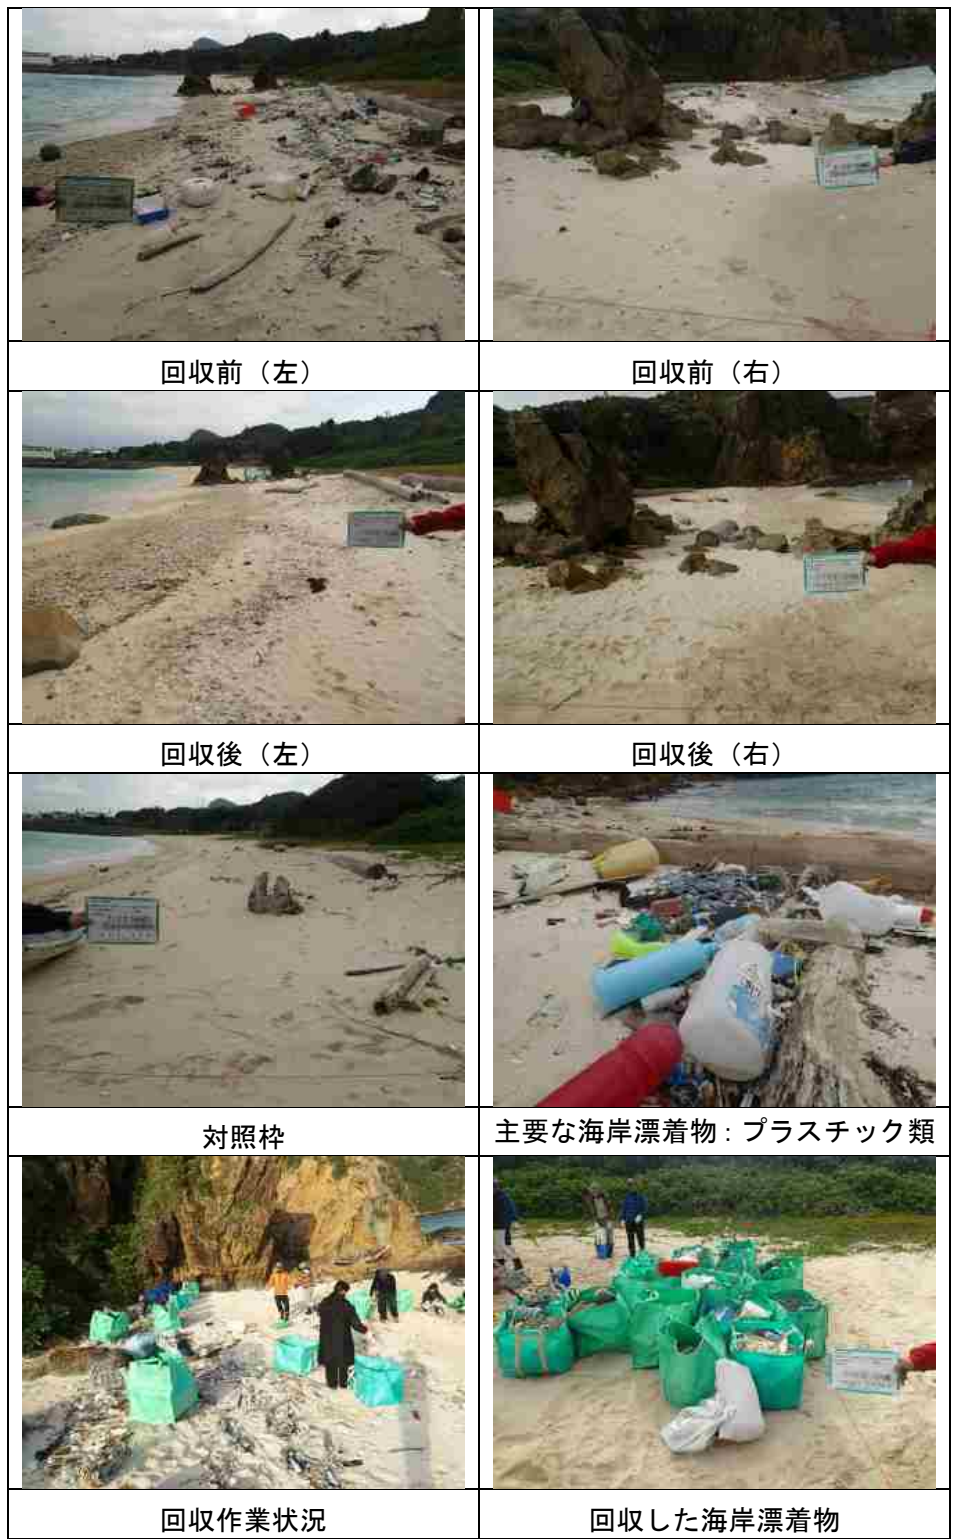 回収前（左）
回収前（右）
回収後（左）
回収後（右）
対照枠
主要な海岸漂着物：プラスチック類
回収作業状況
回収した海岸漂着物